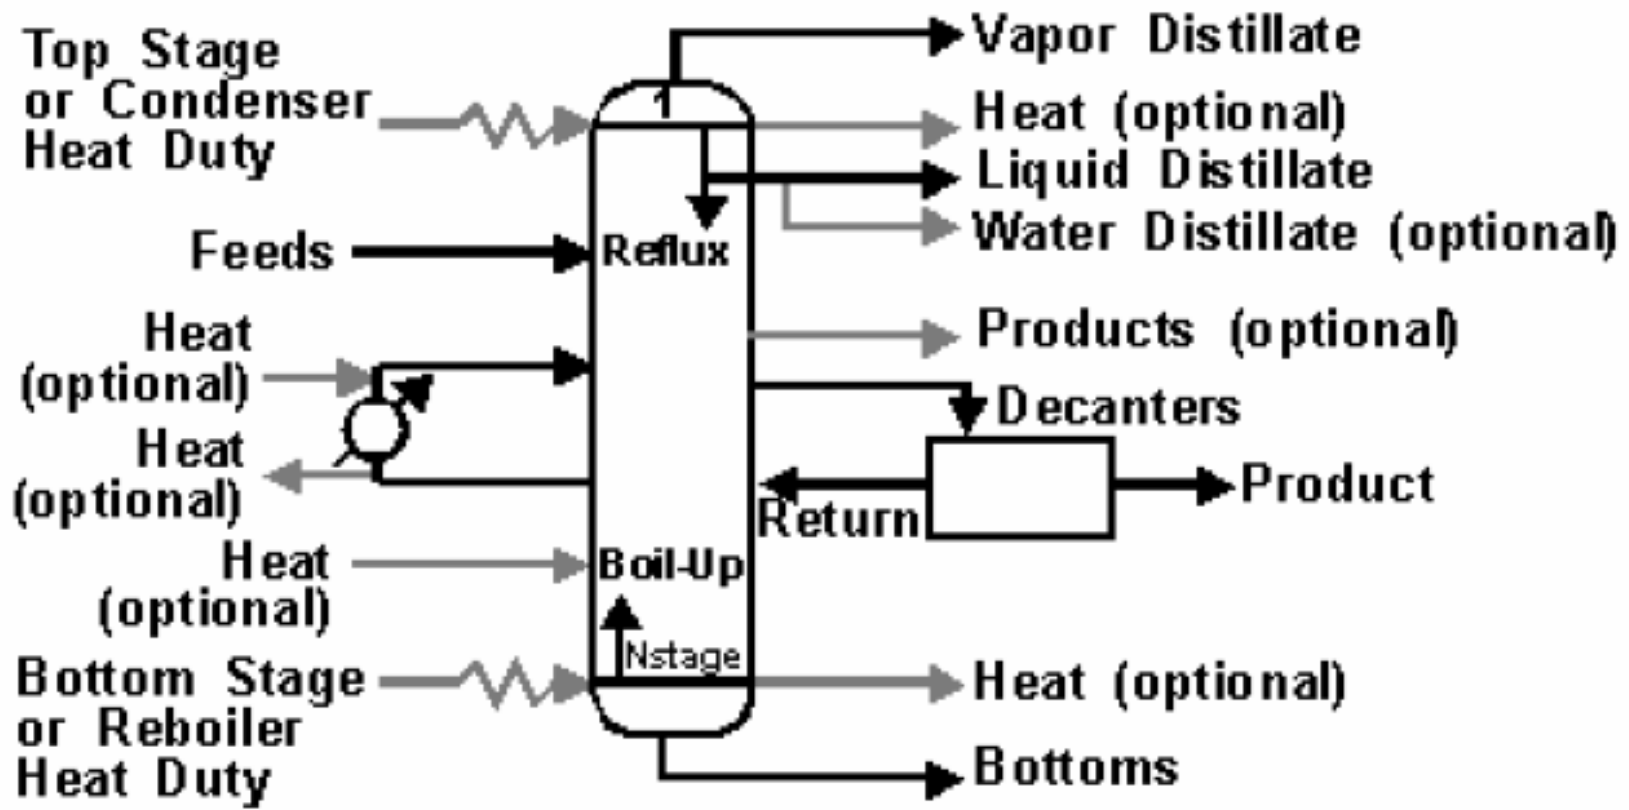 Top Stage
or Condenser
Heat Duty
Vapor Distillate
1
Heat (optional)
Liquid Distillate
Water Distillate (optional)
Feeds
Reflux
Products (optional)
Heat
(optional)
Decanters
Heat
(optional)
Return
Product
Heat
(optional)
Boil-Up
Nstage
Bottom Stage
or Reboiler
Heat Duty
Heat (optional)
Bottoms